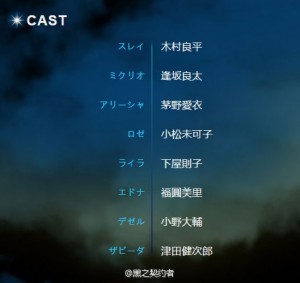 CAST
スレイ 木村良平
ミクリオ 逢坂良太
アリーシャ 茅野愛衣
ロゼ 小松未可子
ライラ 下屋則子
エドナ 福圓美里
デゼル 小野大輔
ザビーダ 津田健次郎
@黑之契约者